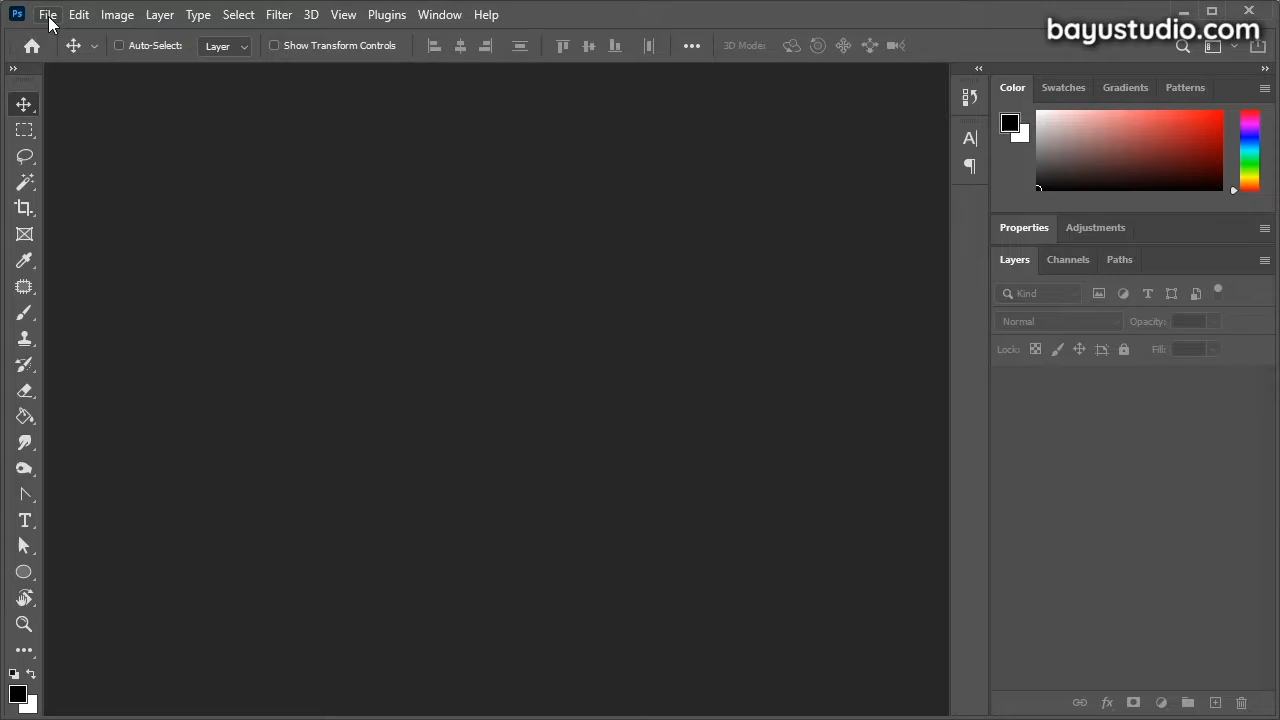 Ps File Edit Image Layer Type Select Filter 3D View Plugins Window Help
bayustudio.com
Auto-Select: Layer Show Transform Controls 3D Mode:
Color Swatches Gradients Patterns
Properties Adjustments
Layers Channels Paths
Kind
Normal Opacity:
Lock: Fill: